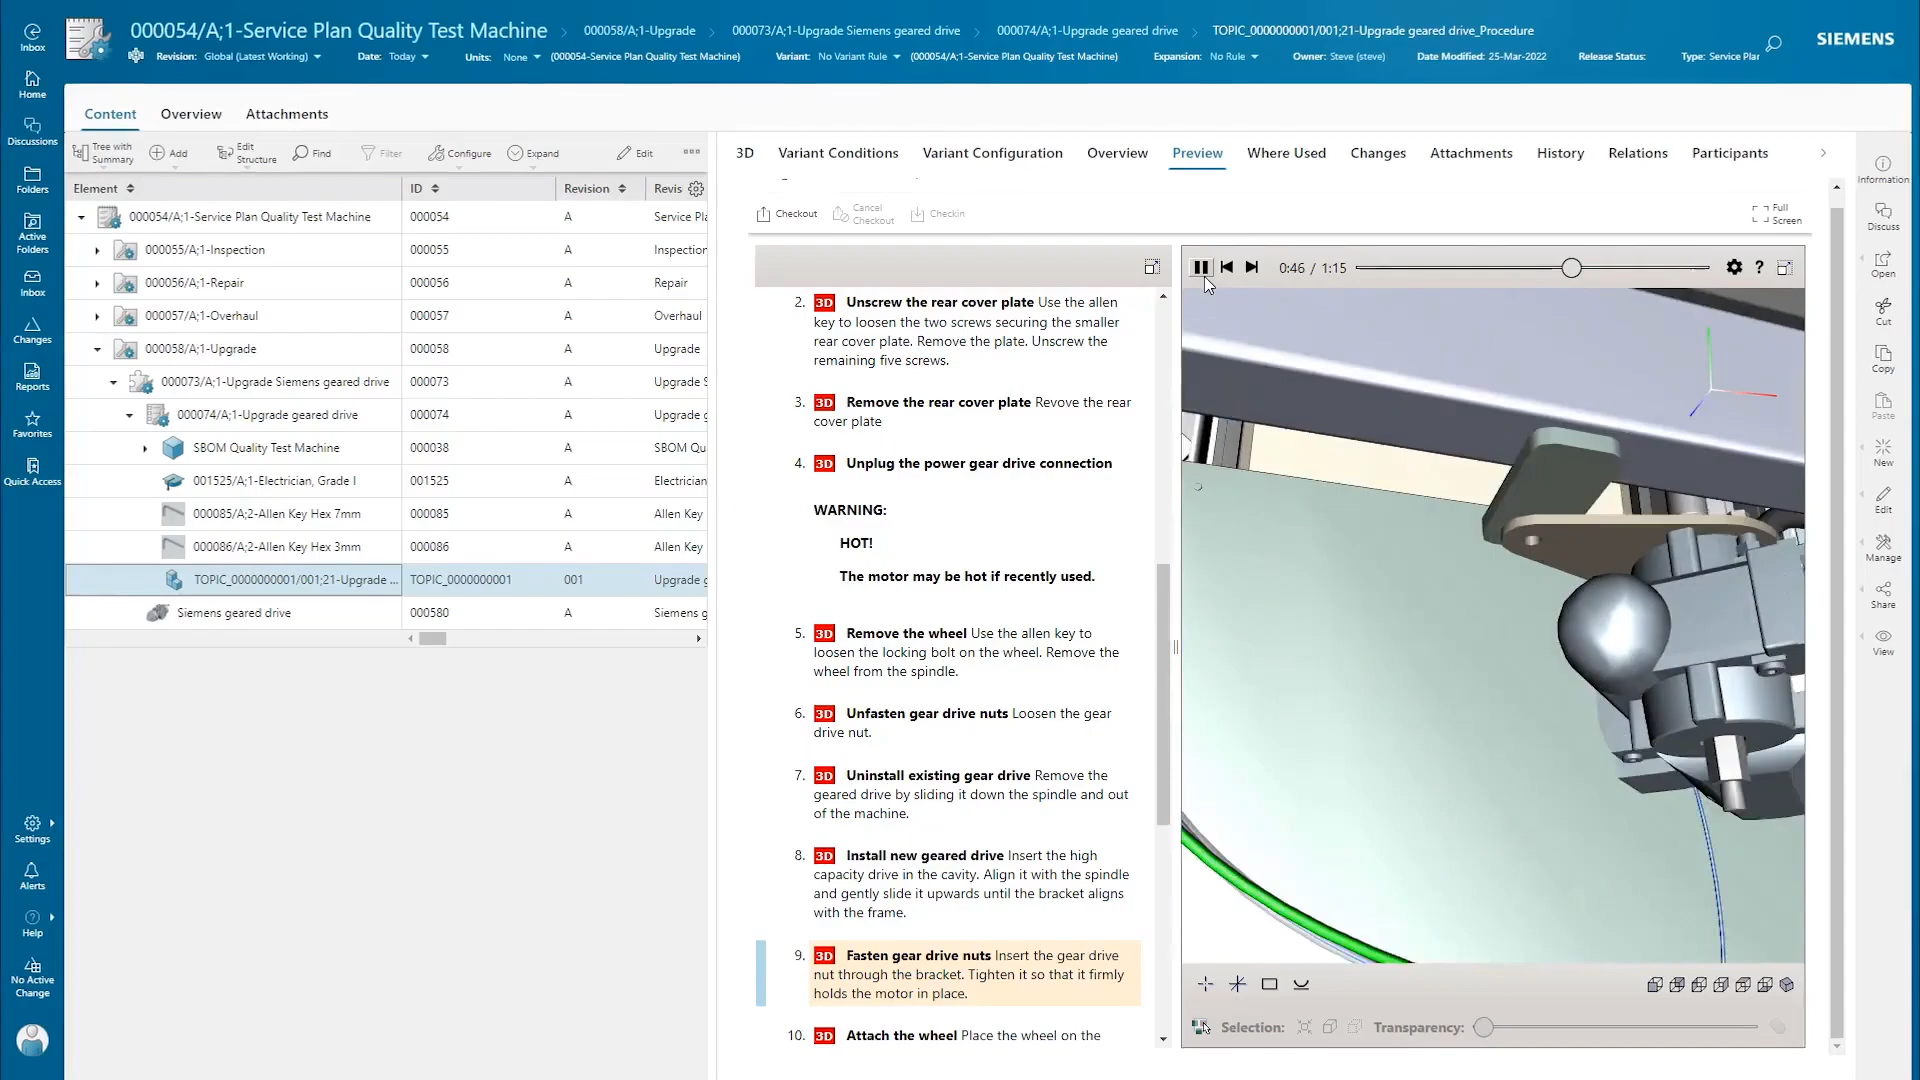 000054/A;1-Service Plan Quality Test Machine
000058/A;1-Upgrade
000073/A;1-Upgrade Siemens geared drive
000074/A;1-Upgrade geared drive
TOPIC_0000000001/001;21-Upgrade geared drive_Procedure
SIEMENS
Revision: Global (Latest Working)
Date: Today
Units: None
(000054-Service Plan Quality Test Machine)
Variant: No Variant Rule
(000054/A;1-Service Plan Quality Test Machine)
Expansion: No Rule
Owner: Steve (steve)
Date Modified: 25-Mar-2022
Release Status:
Type: Service Plar
Inbox
Home
Discussions
Folders
Active
Folders
Inbox
Changes
Reports
Favorites
Quick Access
Settings
Alerts
Help
No Active
Change
Content
Overview
Attachments
Tree with
Summary
Add
Edit
Structure
Find
Filter
Configure
Expand
Edit
Element ID Revision Revis
000054/A;1-Service Plan Quality Test Machine 000054 A Service Pla
000055/A;1-Inspection 000055 A Inspection
000056/A;1-Repair 000056 A Repair
000057/A;1-Overhaul 000057 A Overhaul
000058/A;1-Upgrade 000058 A Upgrade
000073/A;1-Upgrade Siemens geared drive 000073 A Upgrade S
000074/A;1-Upgrade geared drive 000074 A Upgrade g
SBOM Quality Test Machine 000038 A SBOM Qu
001525/A;1-Electrician, Grade I 001525 A Electrician
000085/A;2-Allen Key Hex 7mm 000085 A Allen Key
000086/A;2-Allen Key Hex 3mm 000086 A Allen Key
TOPIC_0000000001/001;21-Upgrade ... TOPIC_0000000001 001 Upgrade g
Siemens geared drive 000580 A Siemens g
3D
Variant Conditions
Variant Configuration
Overview
Preview
Where Used
Changes
Attachments
History
Relations
Participants
Checkout
Cancel
Checkout
Checkin
Full
Screen
2. 3D Unscrew the rear cover plate Use the allen
key to loosen the two screws securing the smaller
rear cover plate. Remove the plate. Unscrew the
remaining five screws.
3. 3D Remove the rear cover plate Revove the rear
cover plate
4. 3D Unplug the power gear drive connection
WARNING:
HOT!
The motor may be hot if recently used.
5. 3D Remove the wheel Use the allen key to
loosen the locking bolt on the wheel. Remove the
wheel from the spindle.
6. 3D Unfasten gear drive nuts Loosen the gear
drive nut.
7. 3D Uninstall existing gear drive Remove the
geared drive by sliding it down the spindle and out
of the machine.
8. 3D Install new geared drive Insert the high
capacity drive in the cavity. Align it with the spindle
and gently slide it upwards until the bracket aligns
with the frame.
9. 3D Fasten gear drive nuts Insert the gear drive
nut through the bracket. Tighten it so that it firmly
holds the motor in place.
10. 3D Attach the wheel Place the wheel on the
0:46 / 1:15
?
Selection:
Transparency:
Information
Discuss
Open
Cut
Copy
Paste
New
Edit
Manage
Share
View